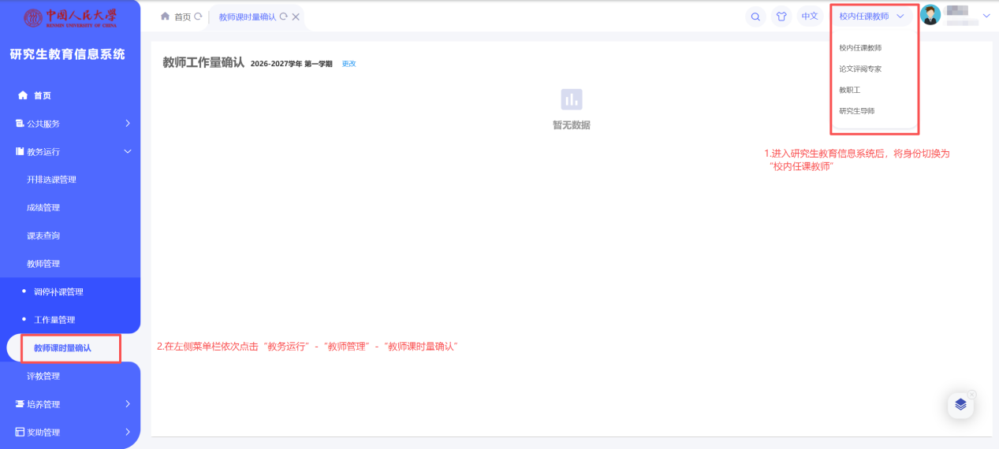 中国人民大学
RENMIN UNIVERSITY OF CHINA
首页
教师课时量确认
中文
校内任课教师
研究生教育信息系统
教师工作量确认 2026-2027学年 第一学期 更改
校内任课教师
论文评阅专家
教职工
研究生导师
暂无数据
1.进入研究生教育信息系统后，将身份切换为
“校内任课教师”
首页
公共服务
教务运行
开排选课管理
成绩管理
课表查询
教师管理
调停补课管理
工作量管理
教师课时量确认
2.在左侧菜单栏依次点击“教务运行”-“教师管理”-“教师课时量确认”
评教管理
培养管理
奖助管理